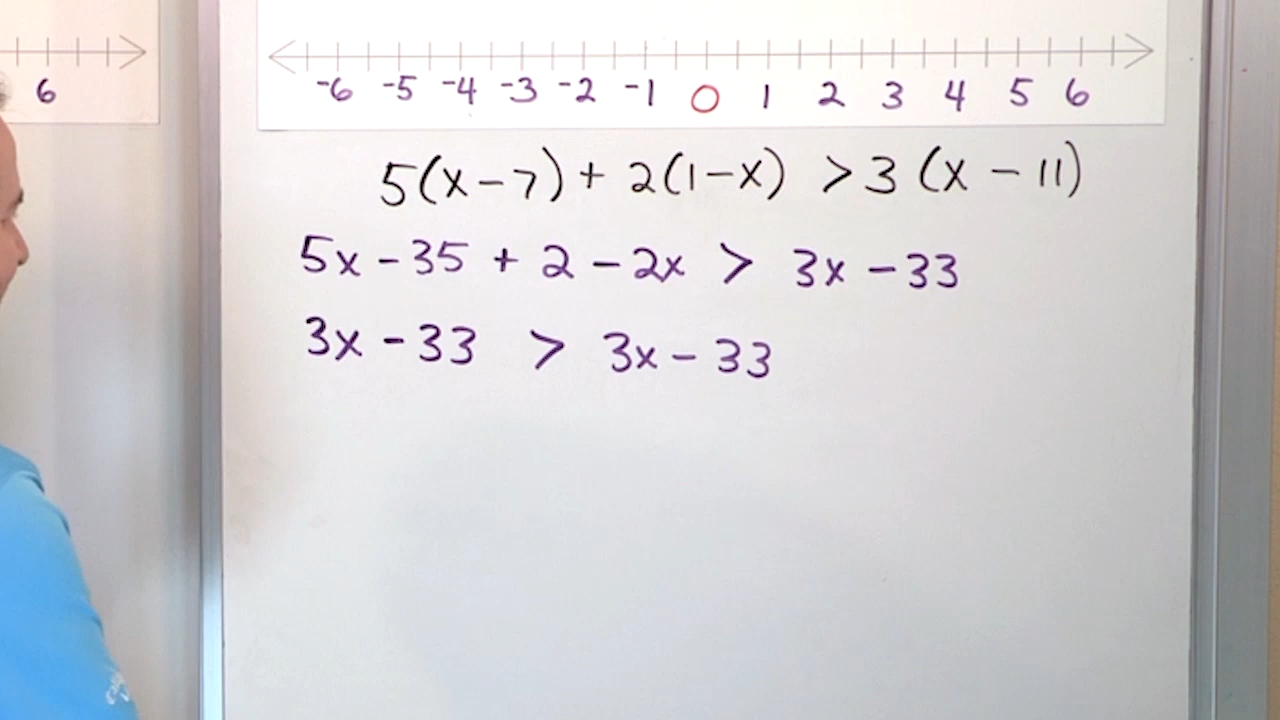 6
-6 -5 -4 -3 -2 -1 0 1 2 3 4 5 6
5(x-7)+ 2(1-x) >3 (x - 11)
5x - 35 + 2 - 2x > 3x - 33
3x - 33 > 3x - 33